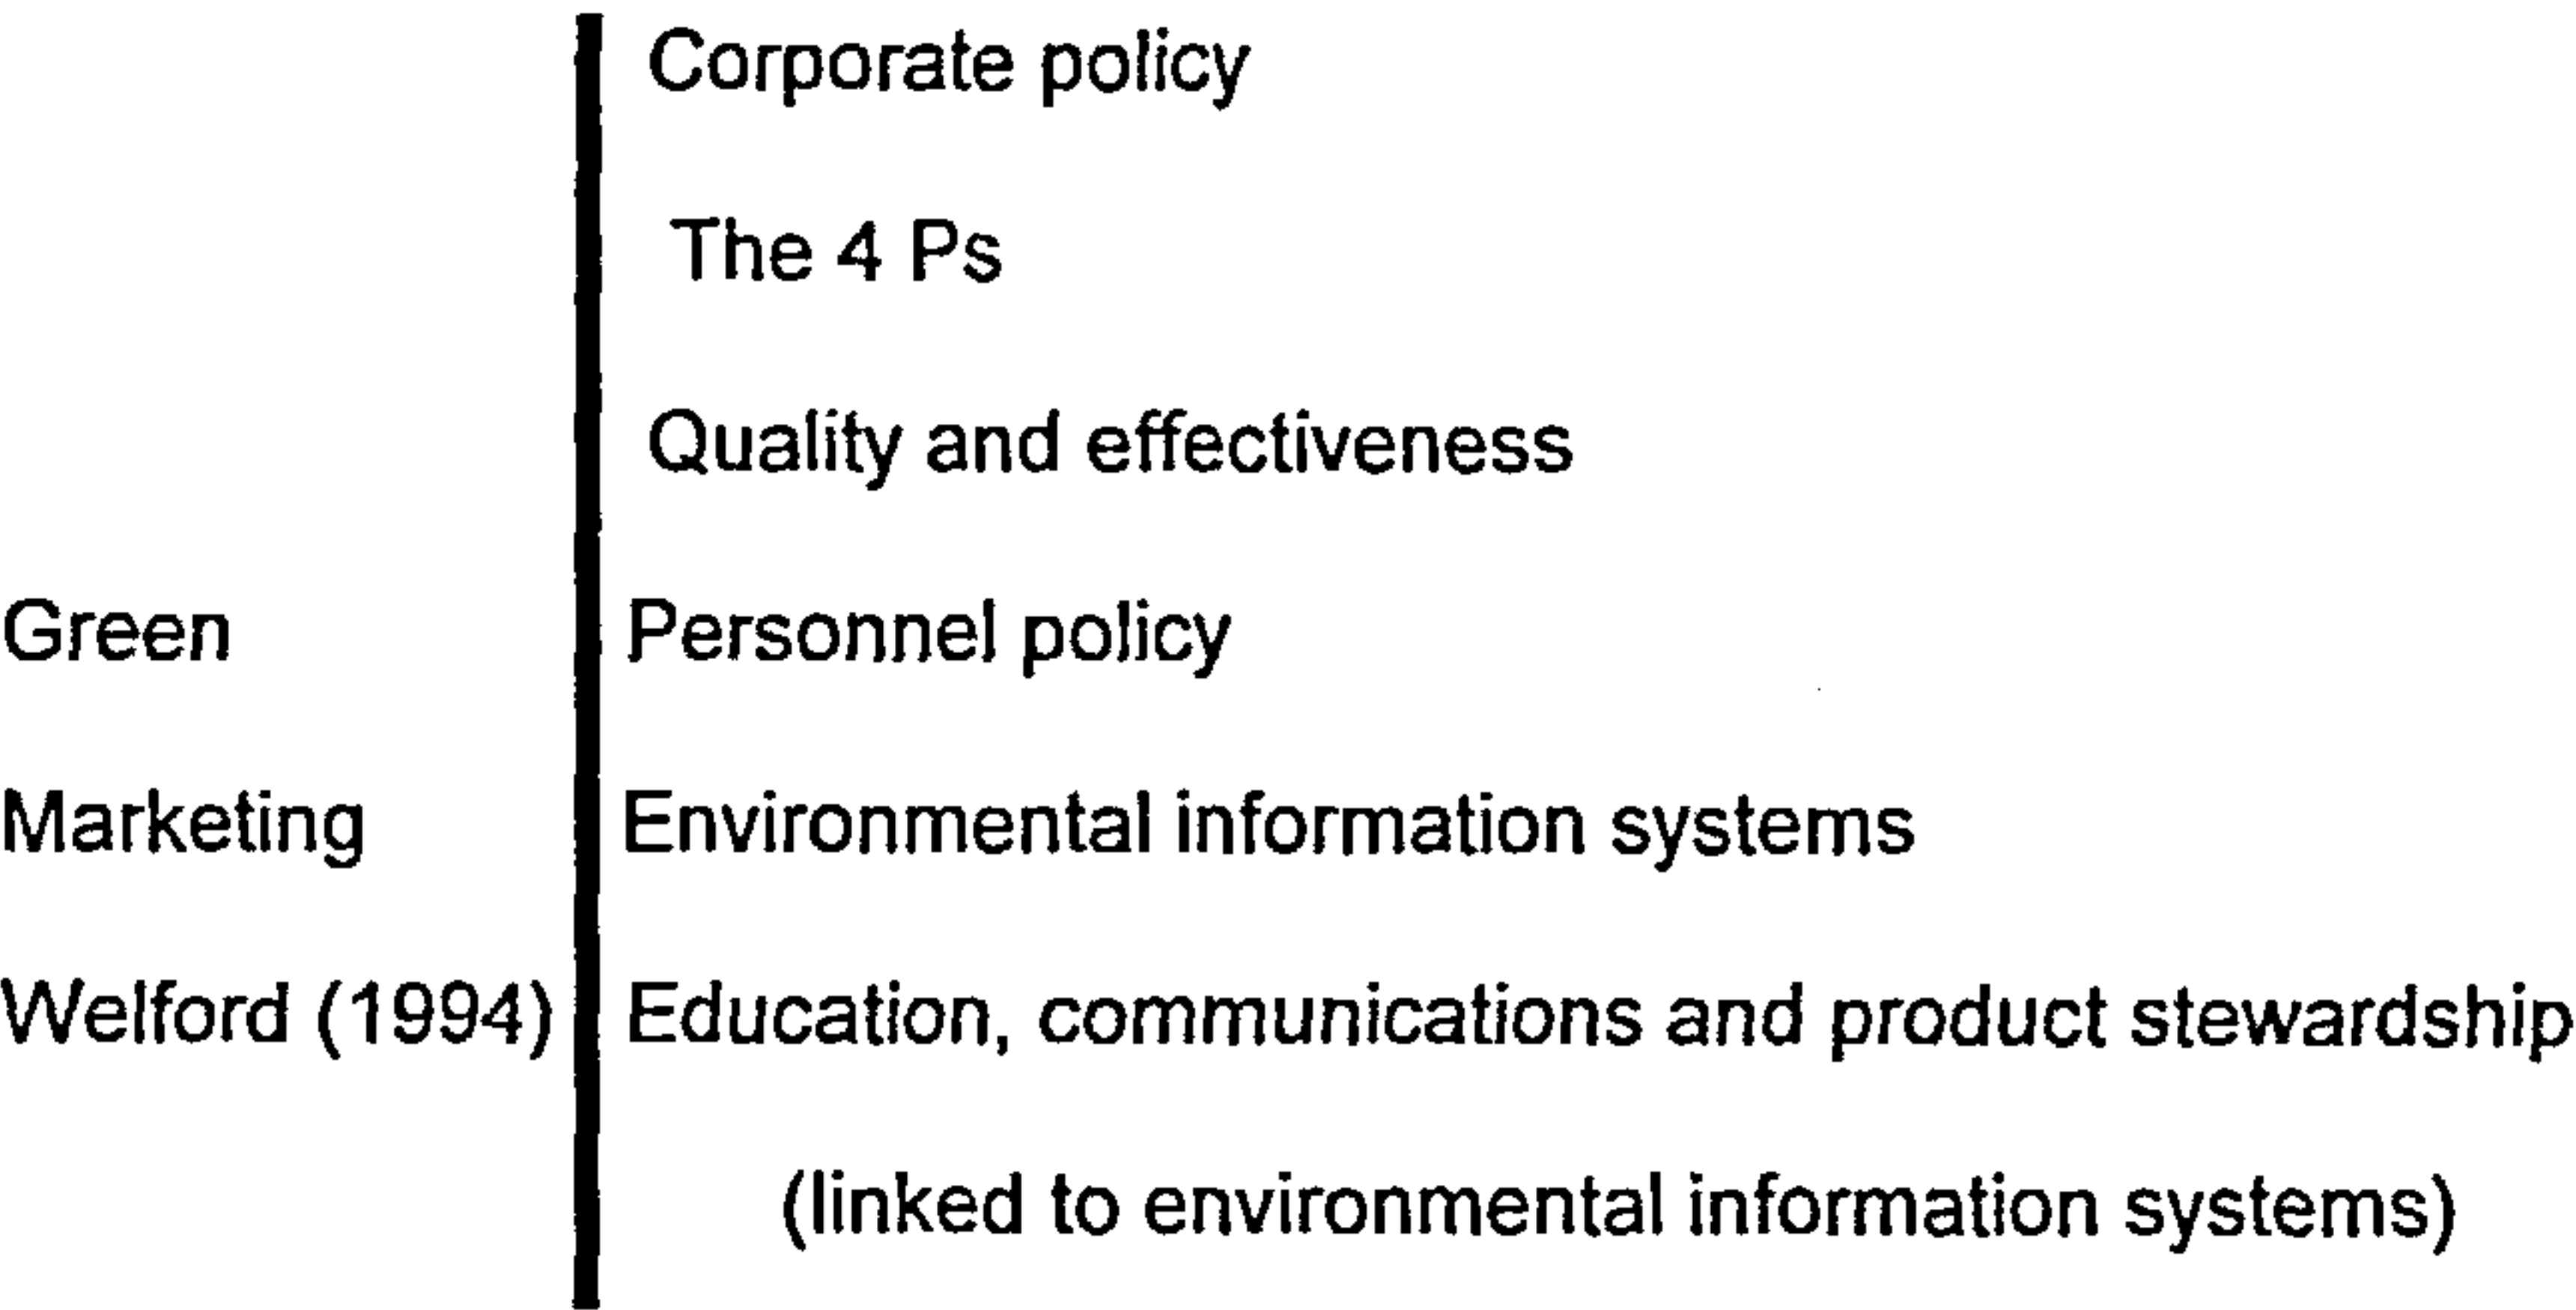 Corporate policy
The 4 Ps
Quality and effectiveness
Green
Personnel policy
Marketing
Environmental information systems
Welford (1994)
Education, communications and product stewardship
(linked to environmental information systems)